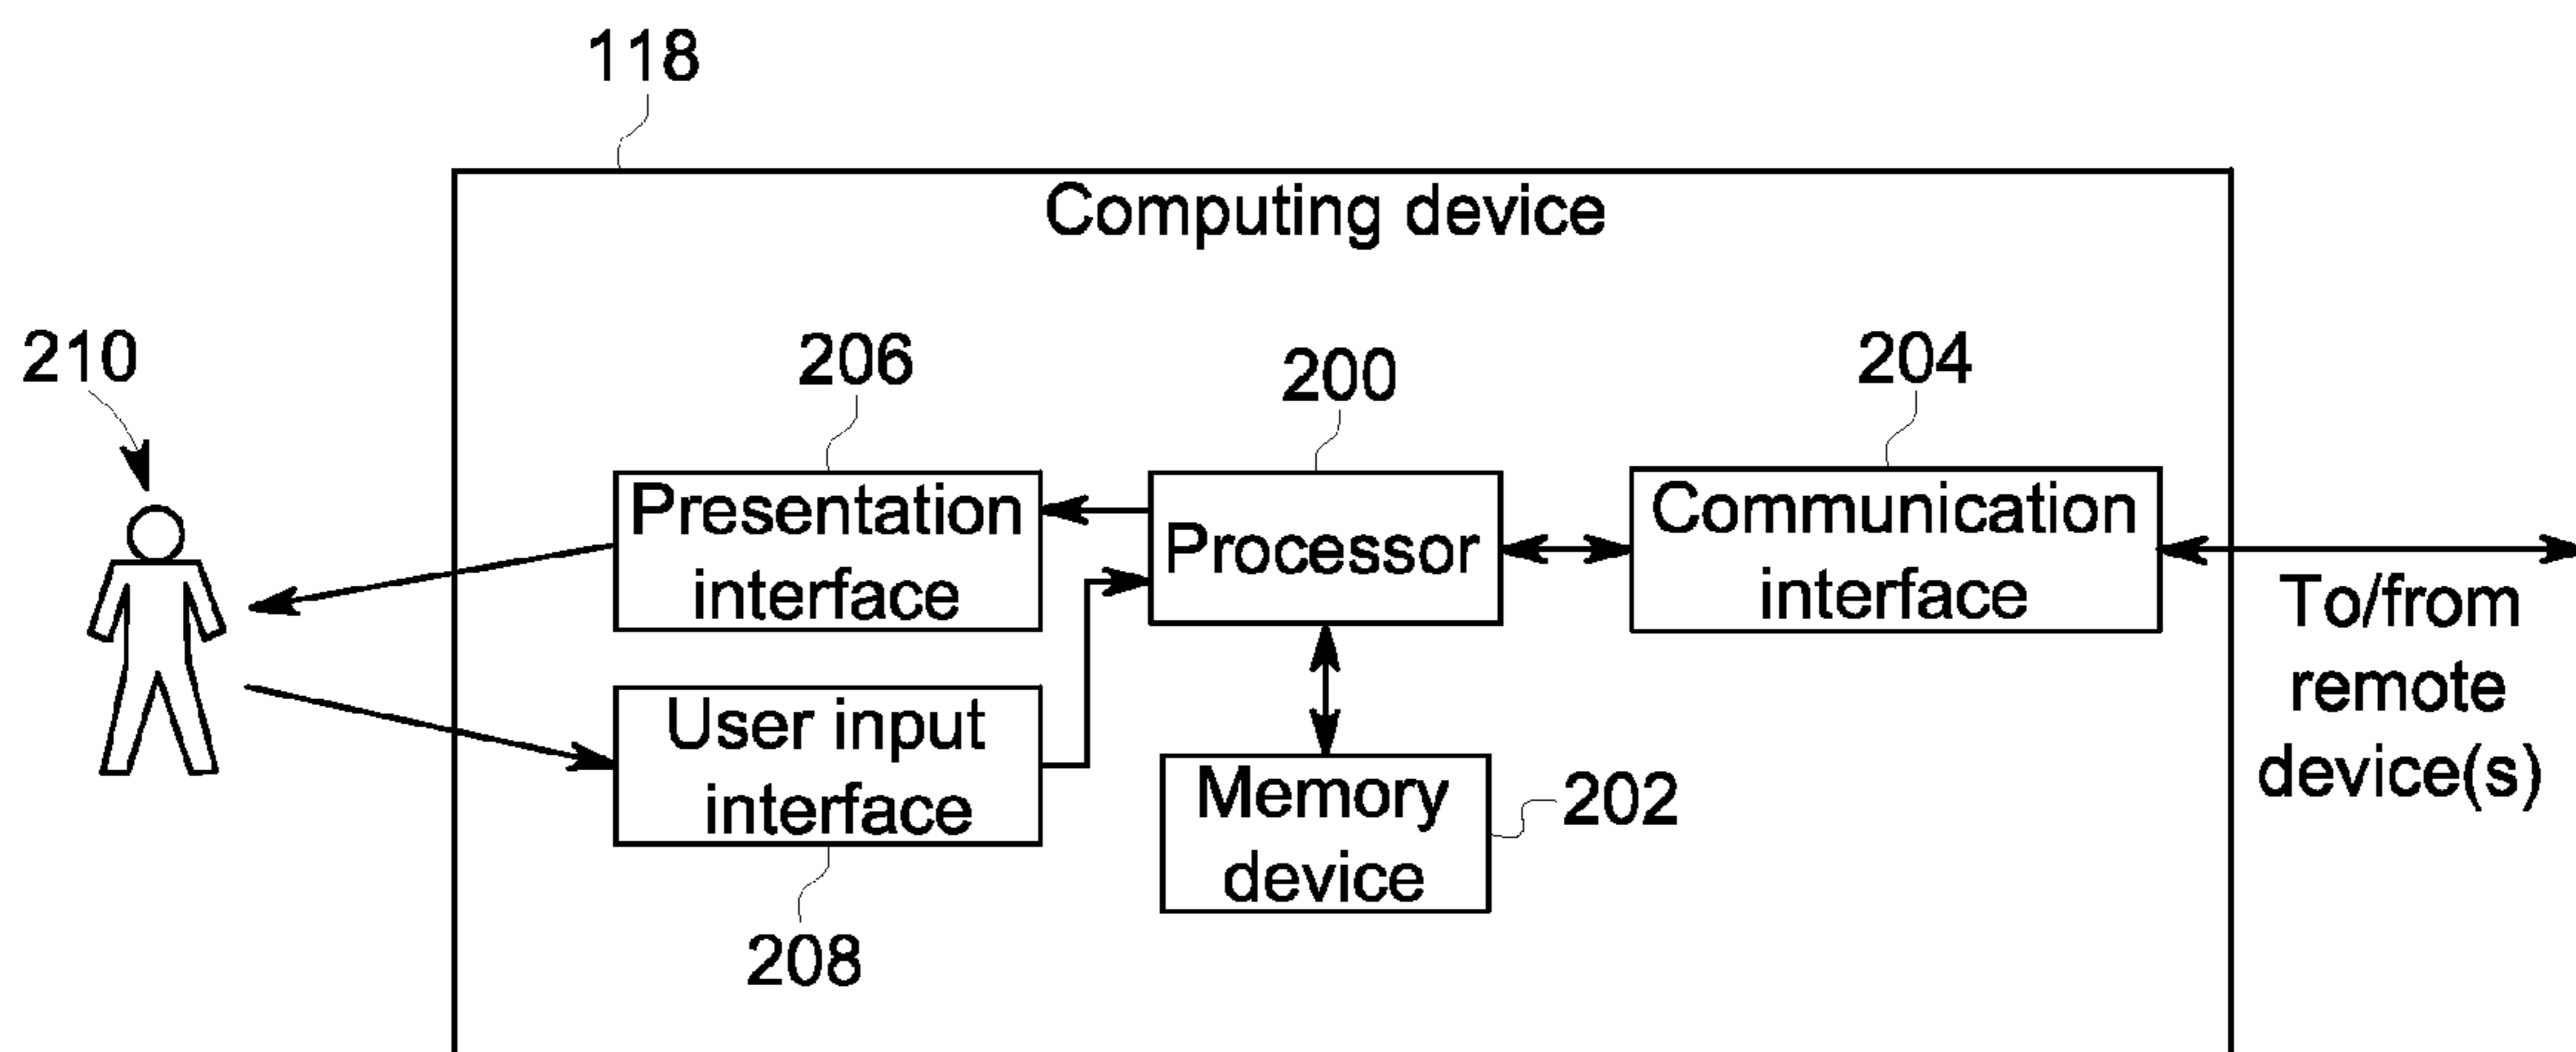 118
Computing device
210
206
200
204
Presentation
interface
Processor
Communication
interface
To/from
remote
device(s)
User input
interface
Memory
device
202
208